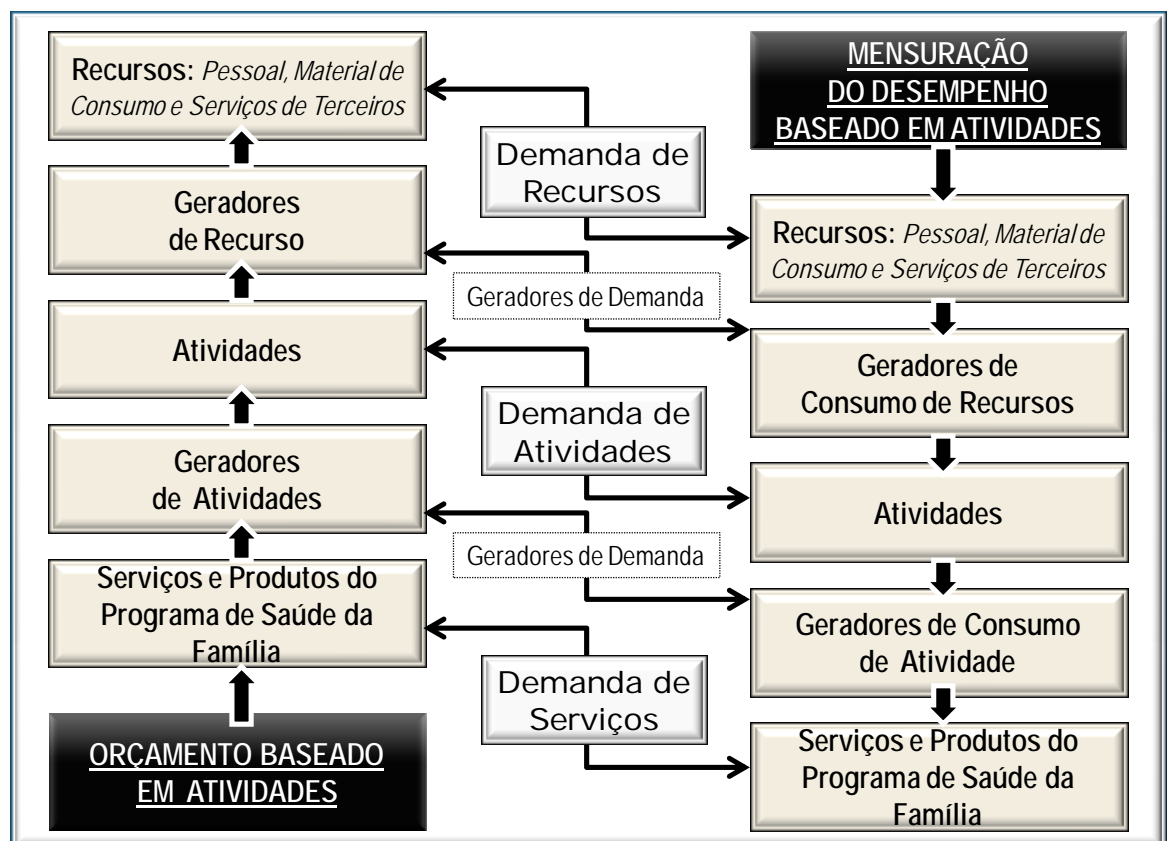 Recursos: Pessoal, Material de
Consumo e Serviços de Terceiros
Geradores
de Recurso
Atividades
Geradores
de Atividades
Serviços e Produtos do
Programa de Saúde da
Família
ORÇAMENTO BASEADO
EM ATIVIDADES
Demanda de
Recursos
Geradores de Demanda
Demanda de
Atividades
Geradores de Demanda
Demanda de
Serviços
MENSURAÇÃO
DO DESEMPENHO
BASEADO EM ATIVIDADES
Recursos: Pessoal, Material de
Consumo e Serviços de Terceiros
Geradores de
Consumo de Recursos
Atividades
Geradores de Consumo
de Atividade
Serviços e Produtos do
Programa de Saúde da
Família